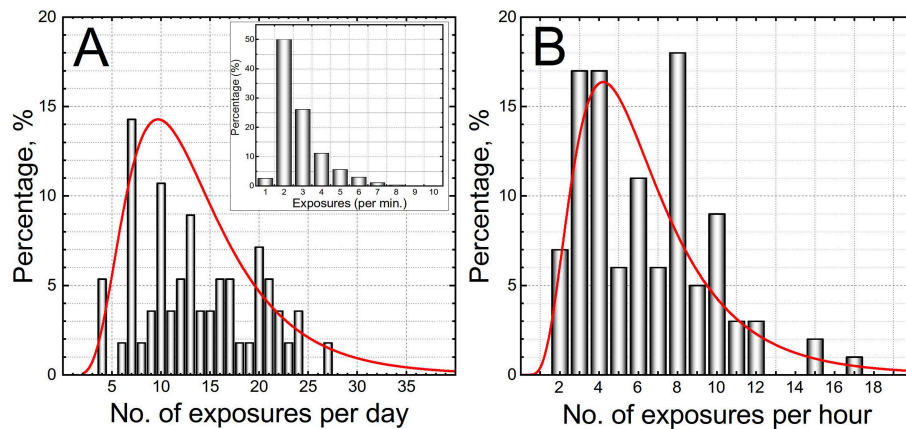 A
Percentage, %
20
15
10
5
0
5 10 15 20 25 30 35
No. of exposures per day
Percentage (%)
50
40
30
20
10
0
1 2 3 4 5 6 7 8 9 10
Exposures (per min.)
B
Percentage, %
20
15
10
5
0
2 4 6 8 10 12 14 16 18
No. of exposures per hour